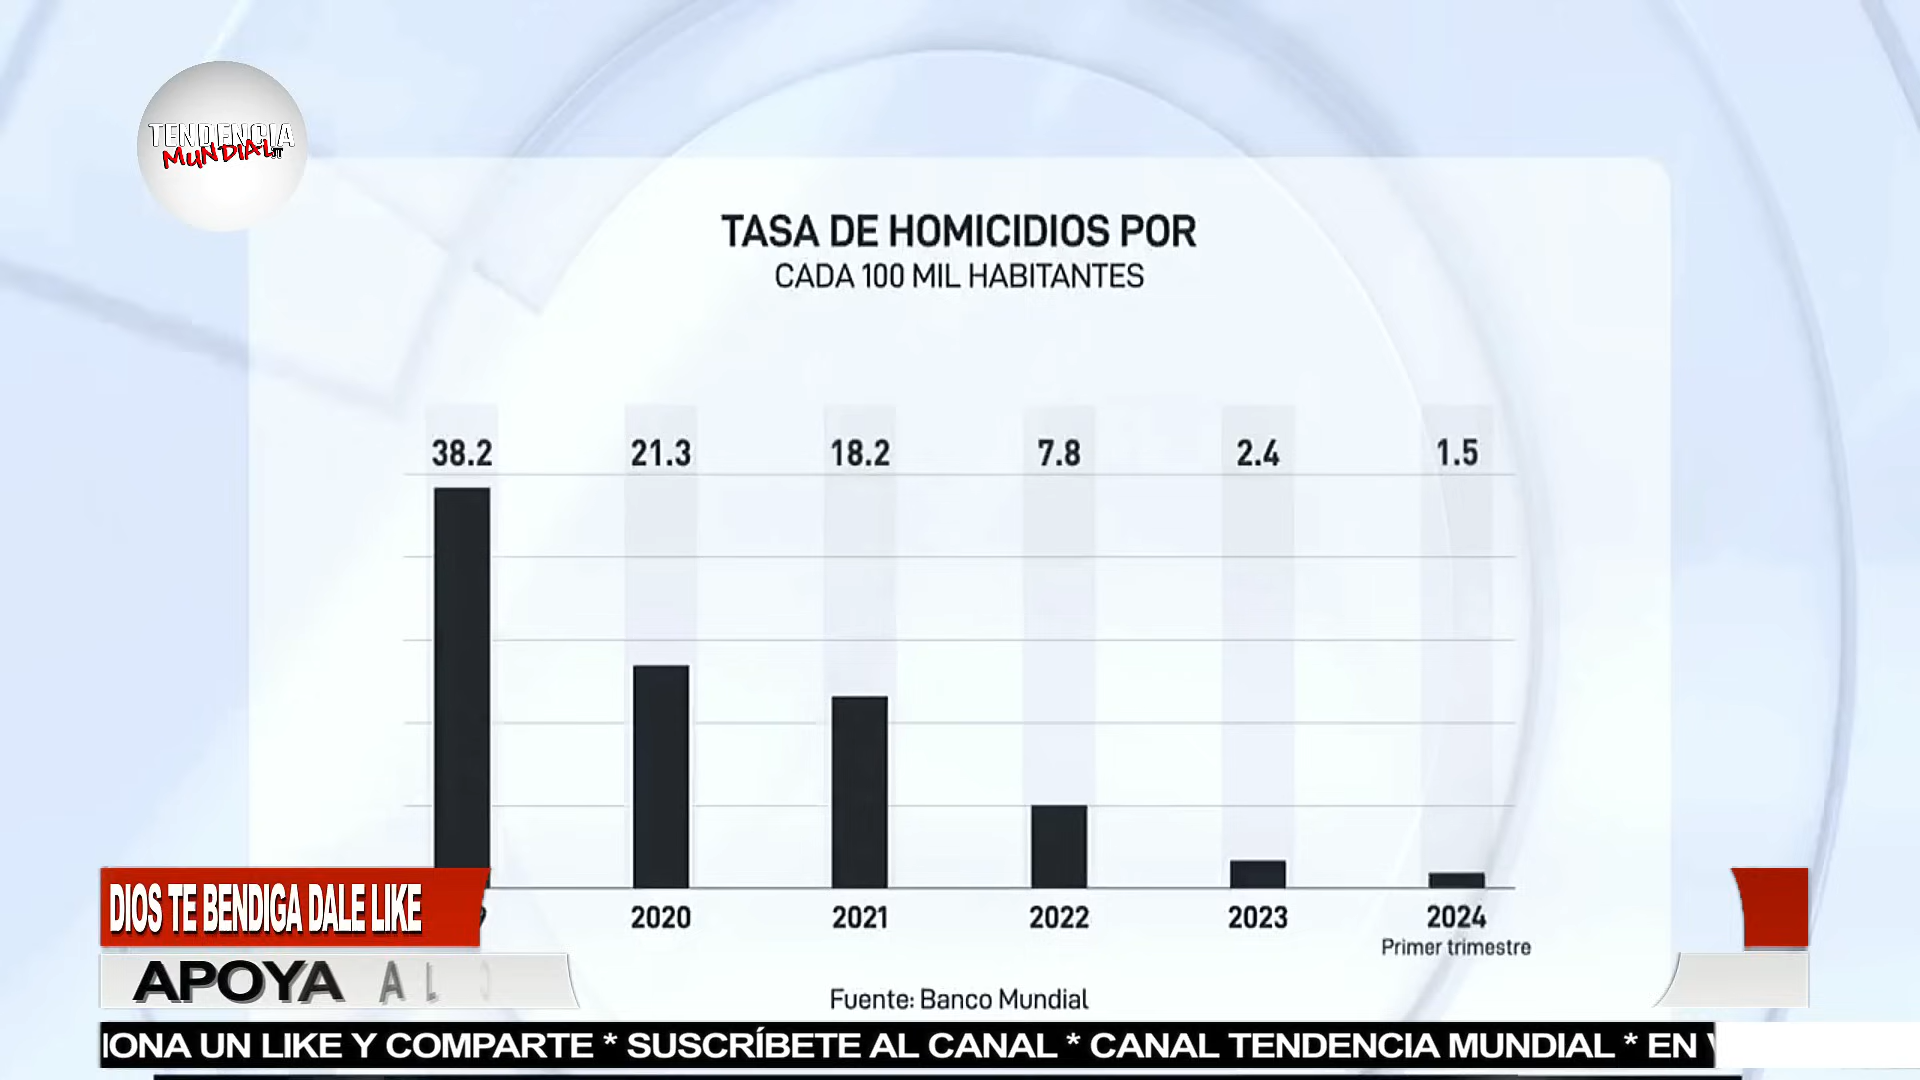 TENDENCIA
MUNDIAL
TASA DE HOMICIDIOS POR
CADA 100 MIL HABITANTES
38.2 21.3 18.2 7.8 2.4 1.5
2020 2021 2022 2023 2024
Primer trimestre
DIOS TE BENDIGA DALE LIKE
APOYA AL
Fuente: Banco Mundial
UN LIKE Y COMPARTE * SUSCRÍBETE AL CANAL * CANAL TENDENCIA MUNDIAL * EN